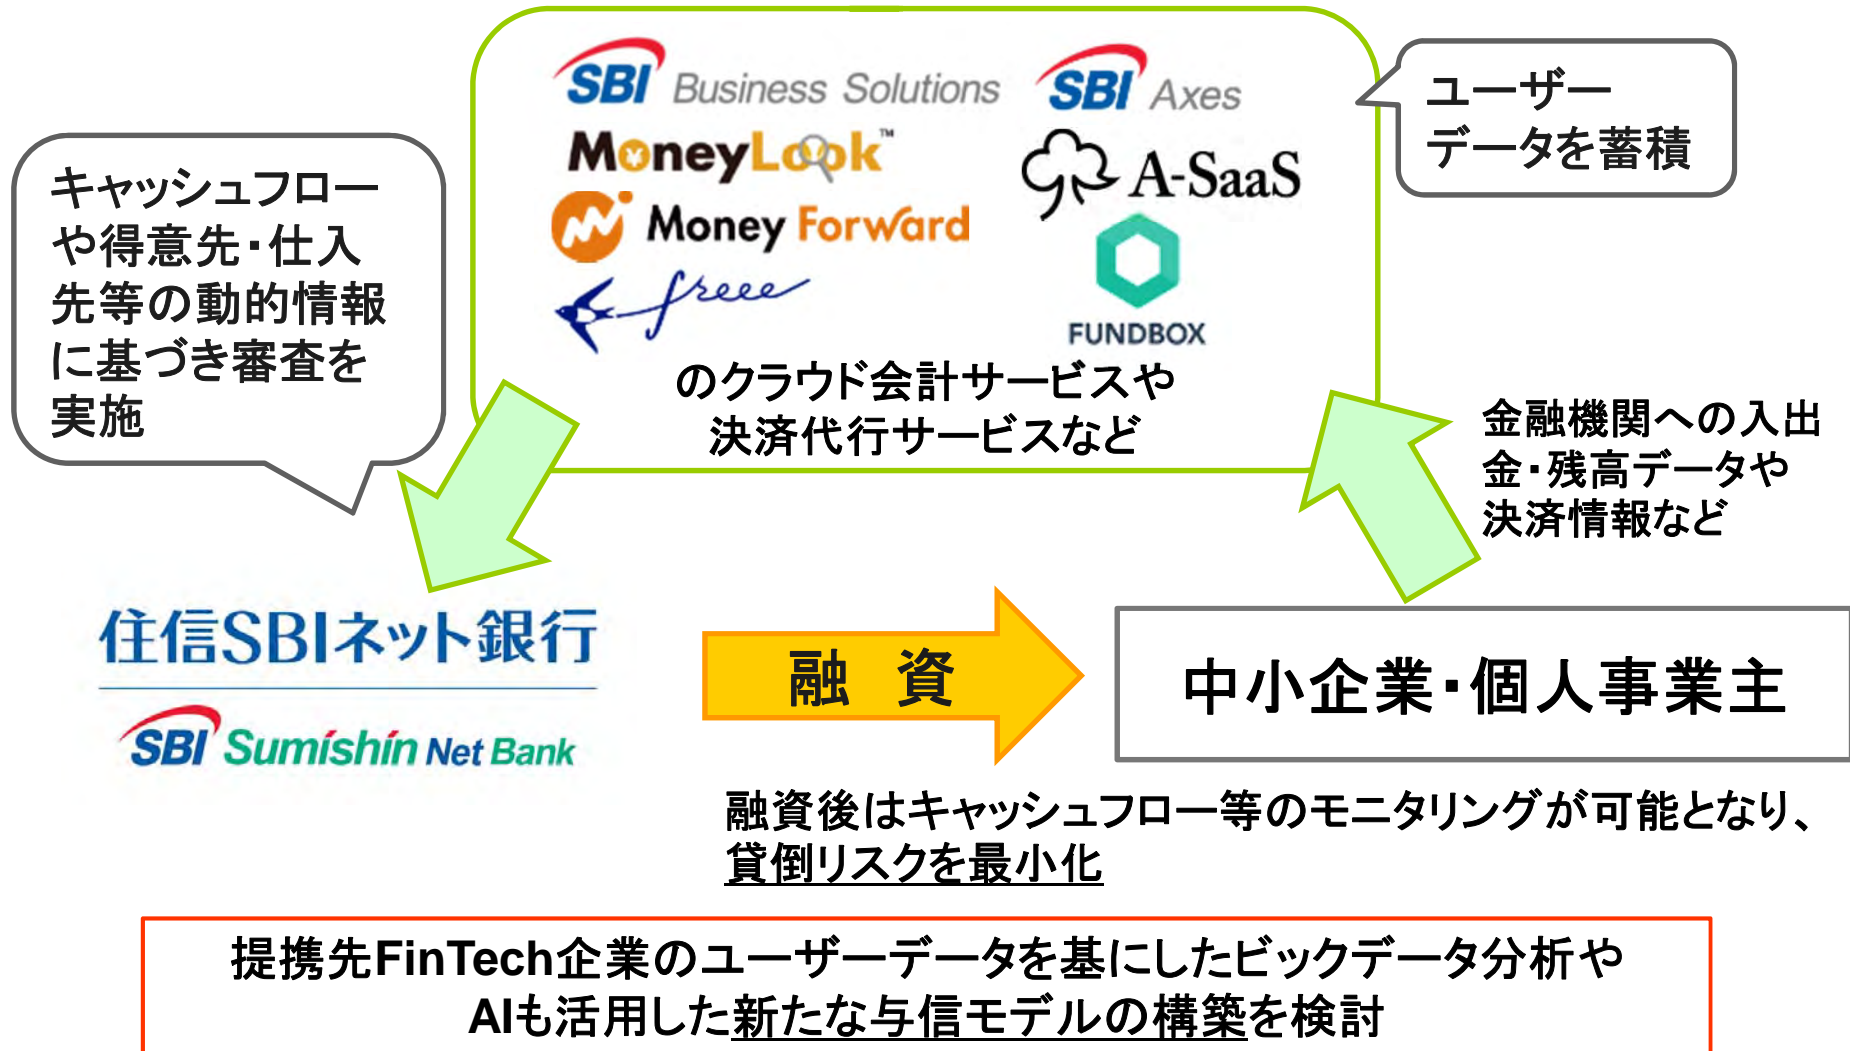 SBI Business Solutions
SBI Axes
MoneyLook™
A-SaaS
Money Forward
freee
FUNDBOX
のクラウド会計サービスや
決済代行サービスなど
ユーザー
データを蓄積
キャッシュフロー
や得意先・仕入
先等の動的情報
に基づき審査を
実施
金融機関への入出
金・残高データや
決済情報など
住信SBIネット銀行
SBI Sumishin Net Bank
融 資
中小企業・個人事業主
融資後はキャッシュフロー等のモニタリングが可能となり、
貸倒リスクを最小化
提携先FinTech企業のユーザーデータを基にしたビックデータ分析や
AIも活用した新たな与信モデルの構築を検討